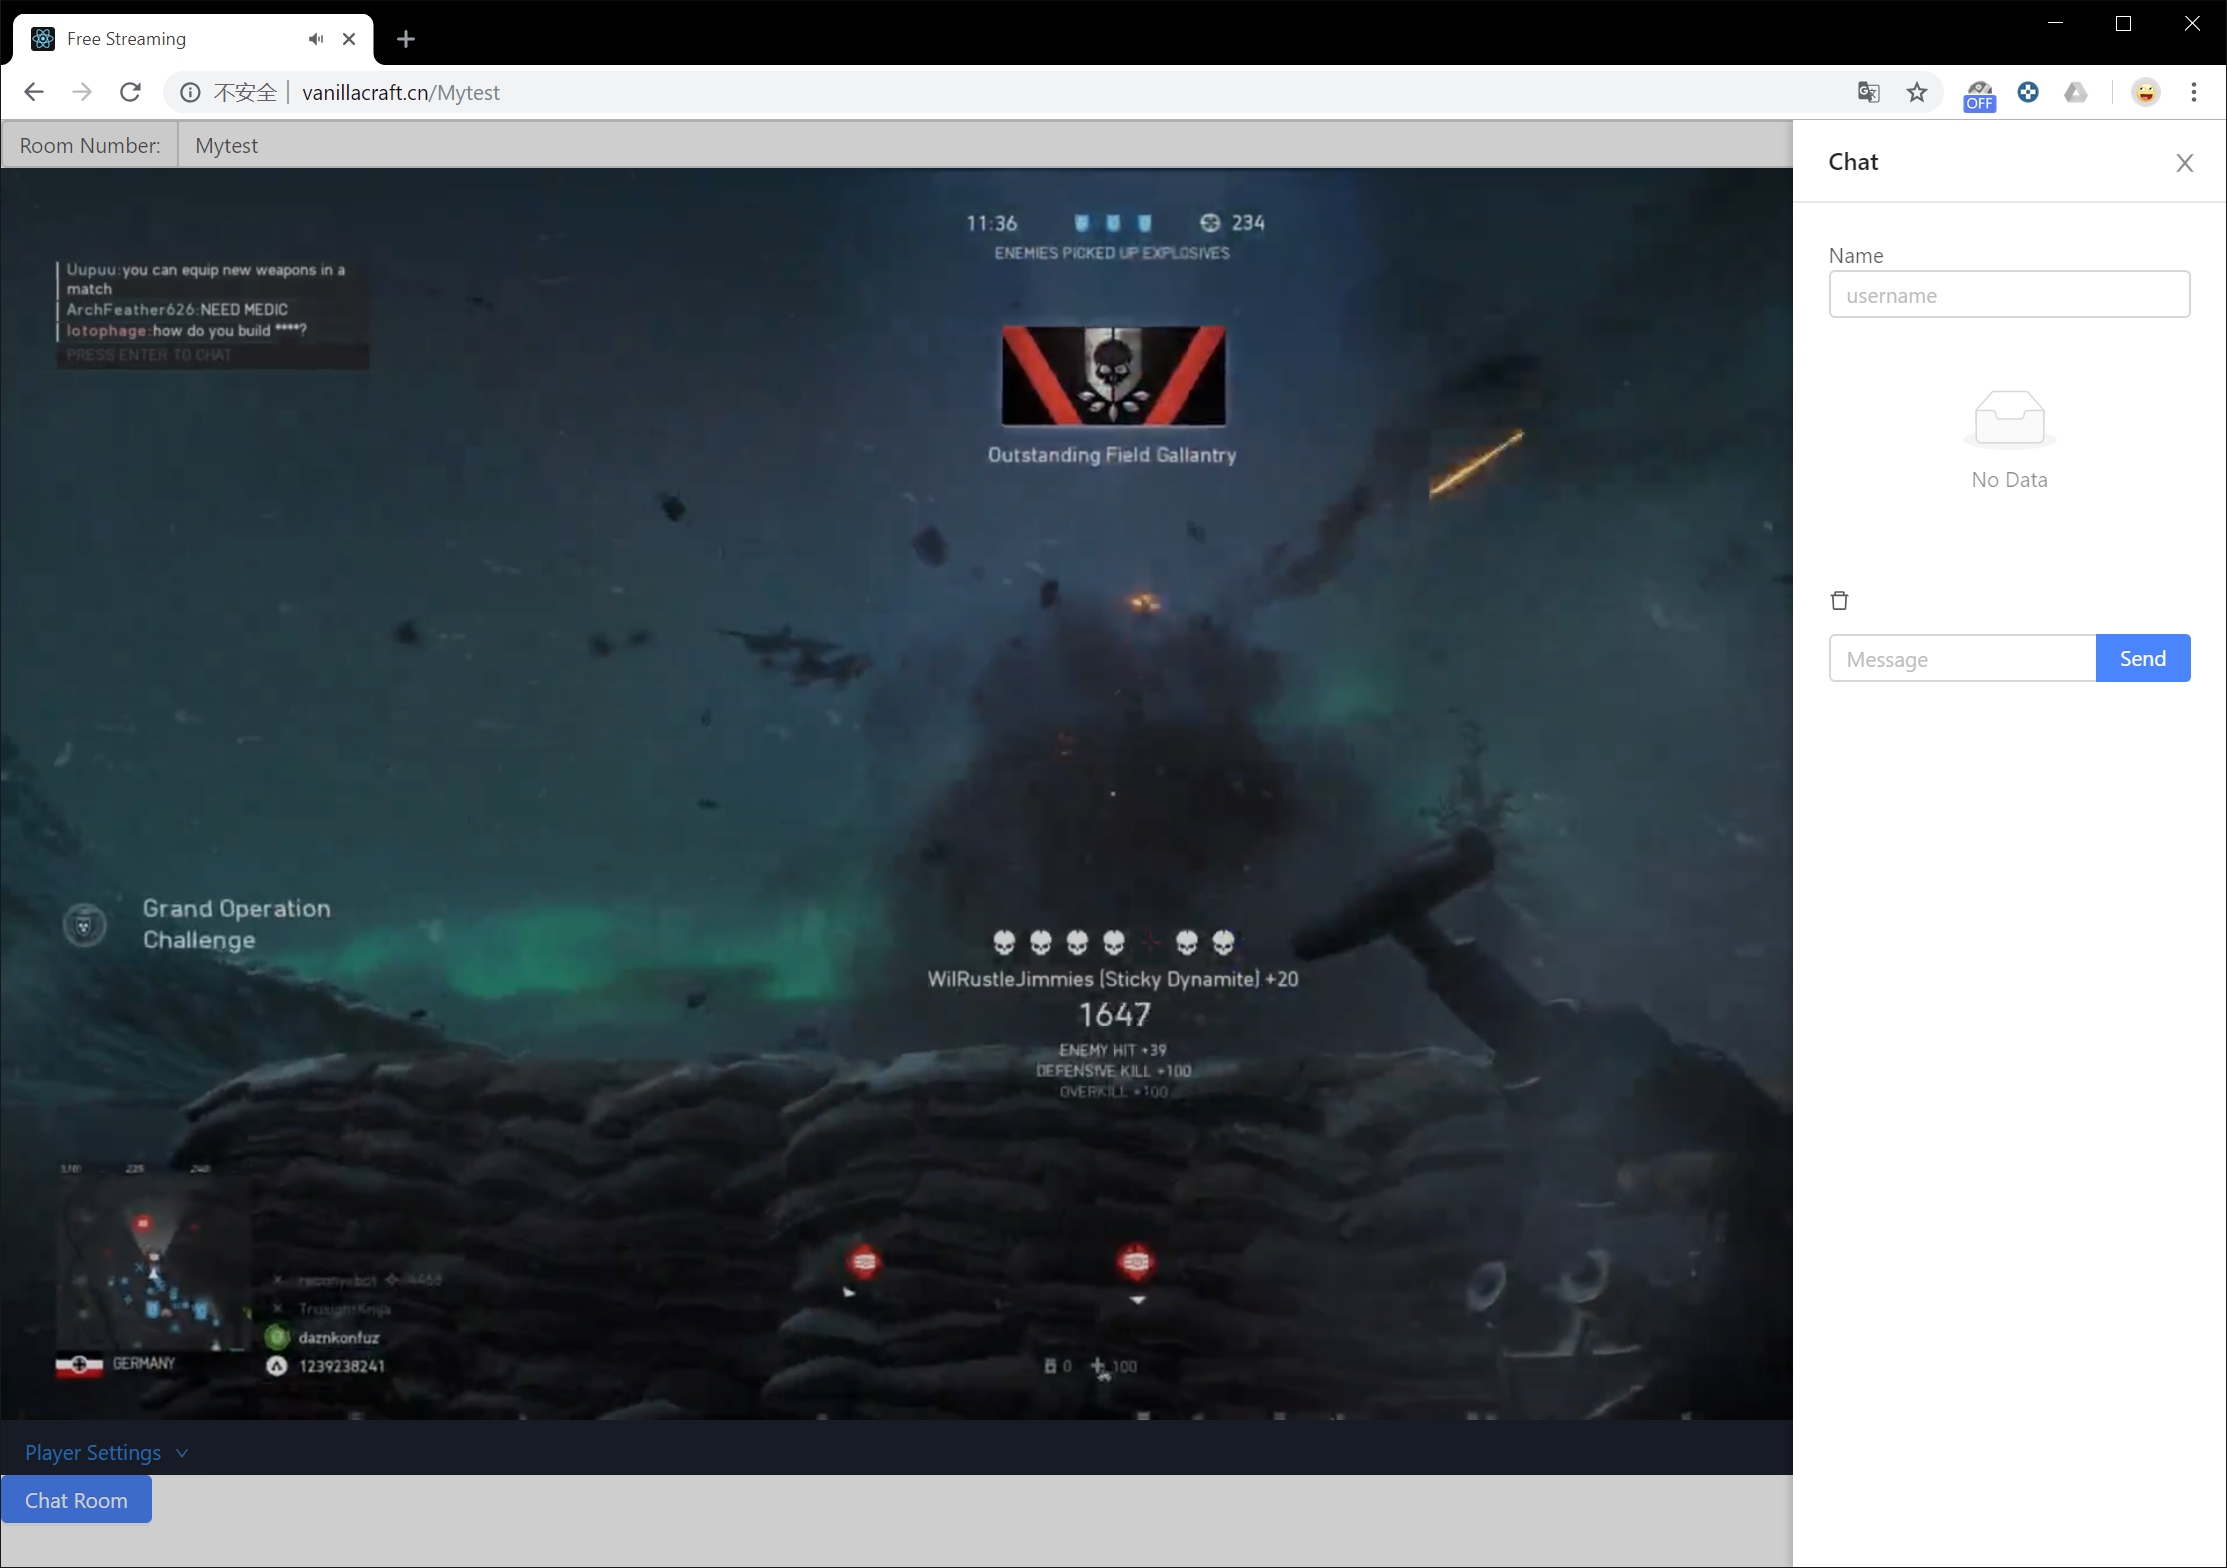 Free Streaming
不安全
vanillacraft.cn/Mytest
OFF
Room Number:
Mytest
11:36
234
ENEMIES PICKED UP EXPLOSIVES
Uupuu:you can equip new weapons in a
match
ArchFeather626:NEED MEDIC
lotophage:how do you build ****?
PRESS ENTER TO CHAT
Outstanding Field Gallantry
Grand Operation
Challenge
WilRustleJimmies [Sticky Dynamite] +20
1647
ENEMY HIT +39
DEFENSIVE KILL +100
OVERKILL +100
225
240
daznkonfuz
1239238241
GERMANY
0
100
Player Settings
Chat Room
Chat
Name
username
No Data
Message
Send